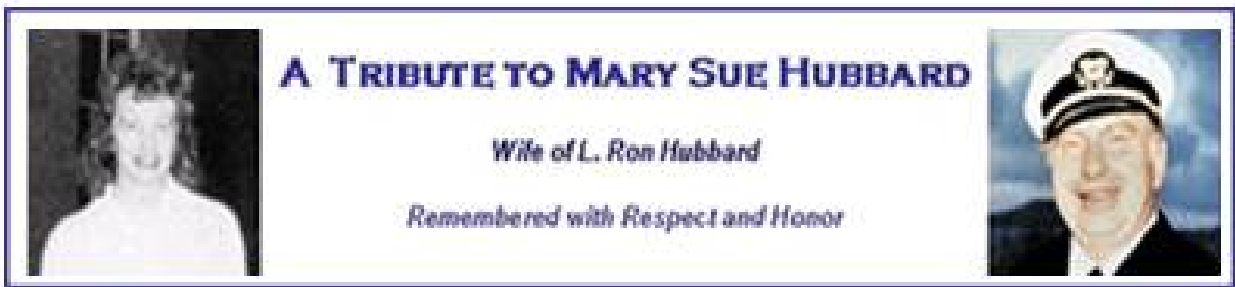 A TRIBUTE TO MARY SUE HUBBARD
Wife of L. Ron Hubbard
Remembered with Respect and Honor